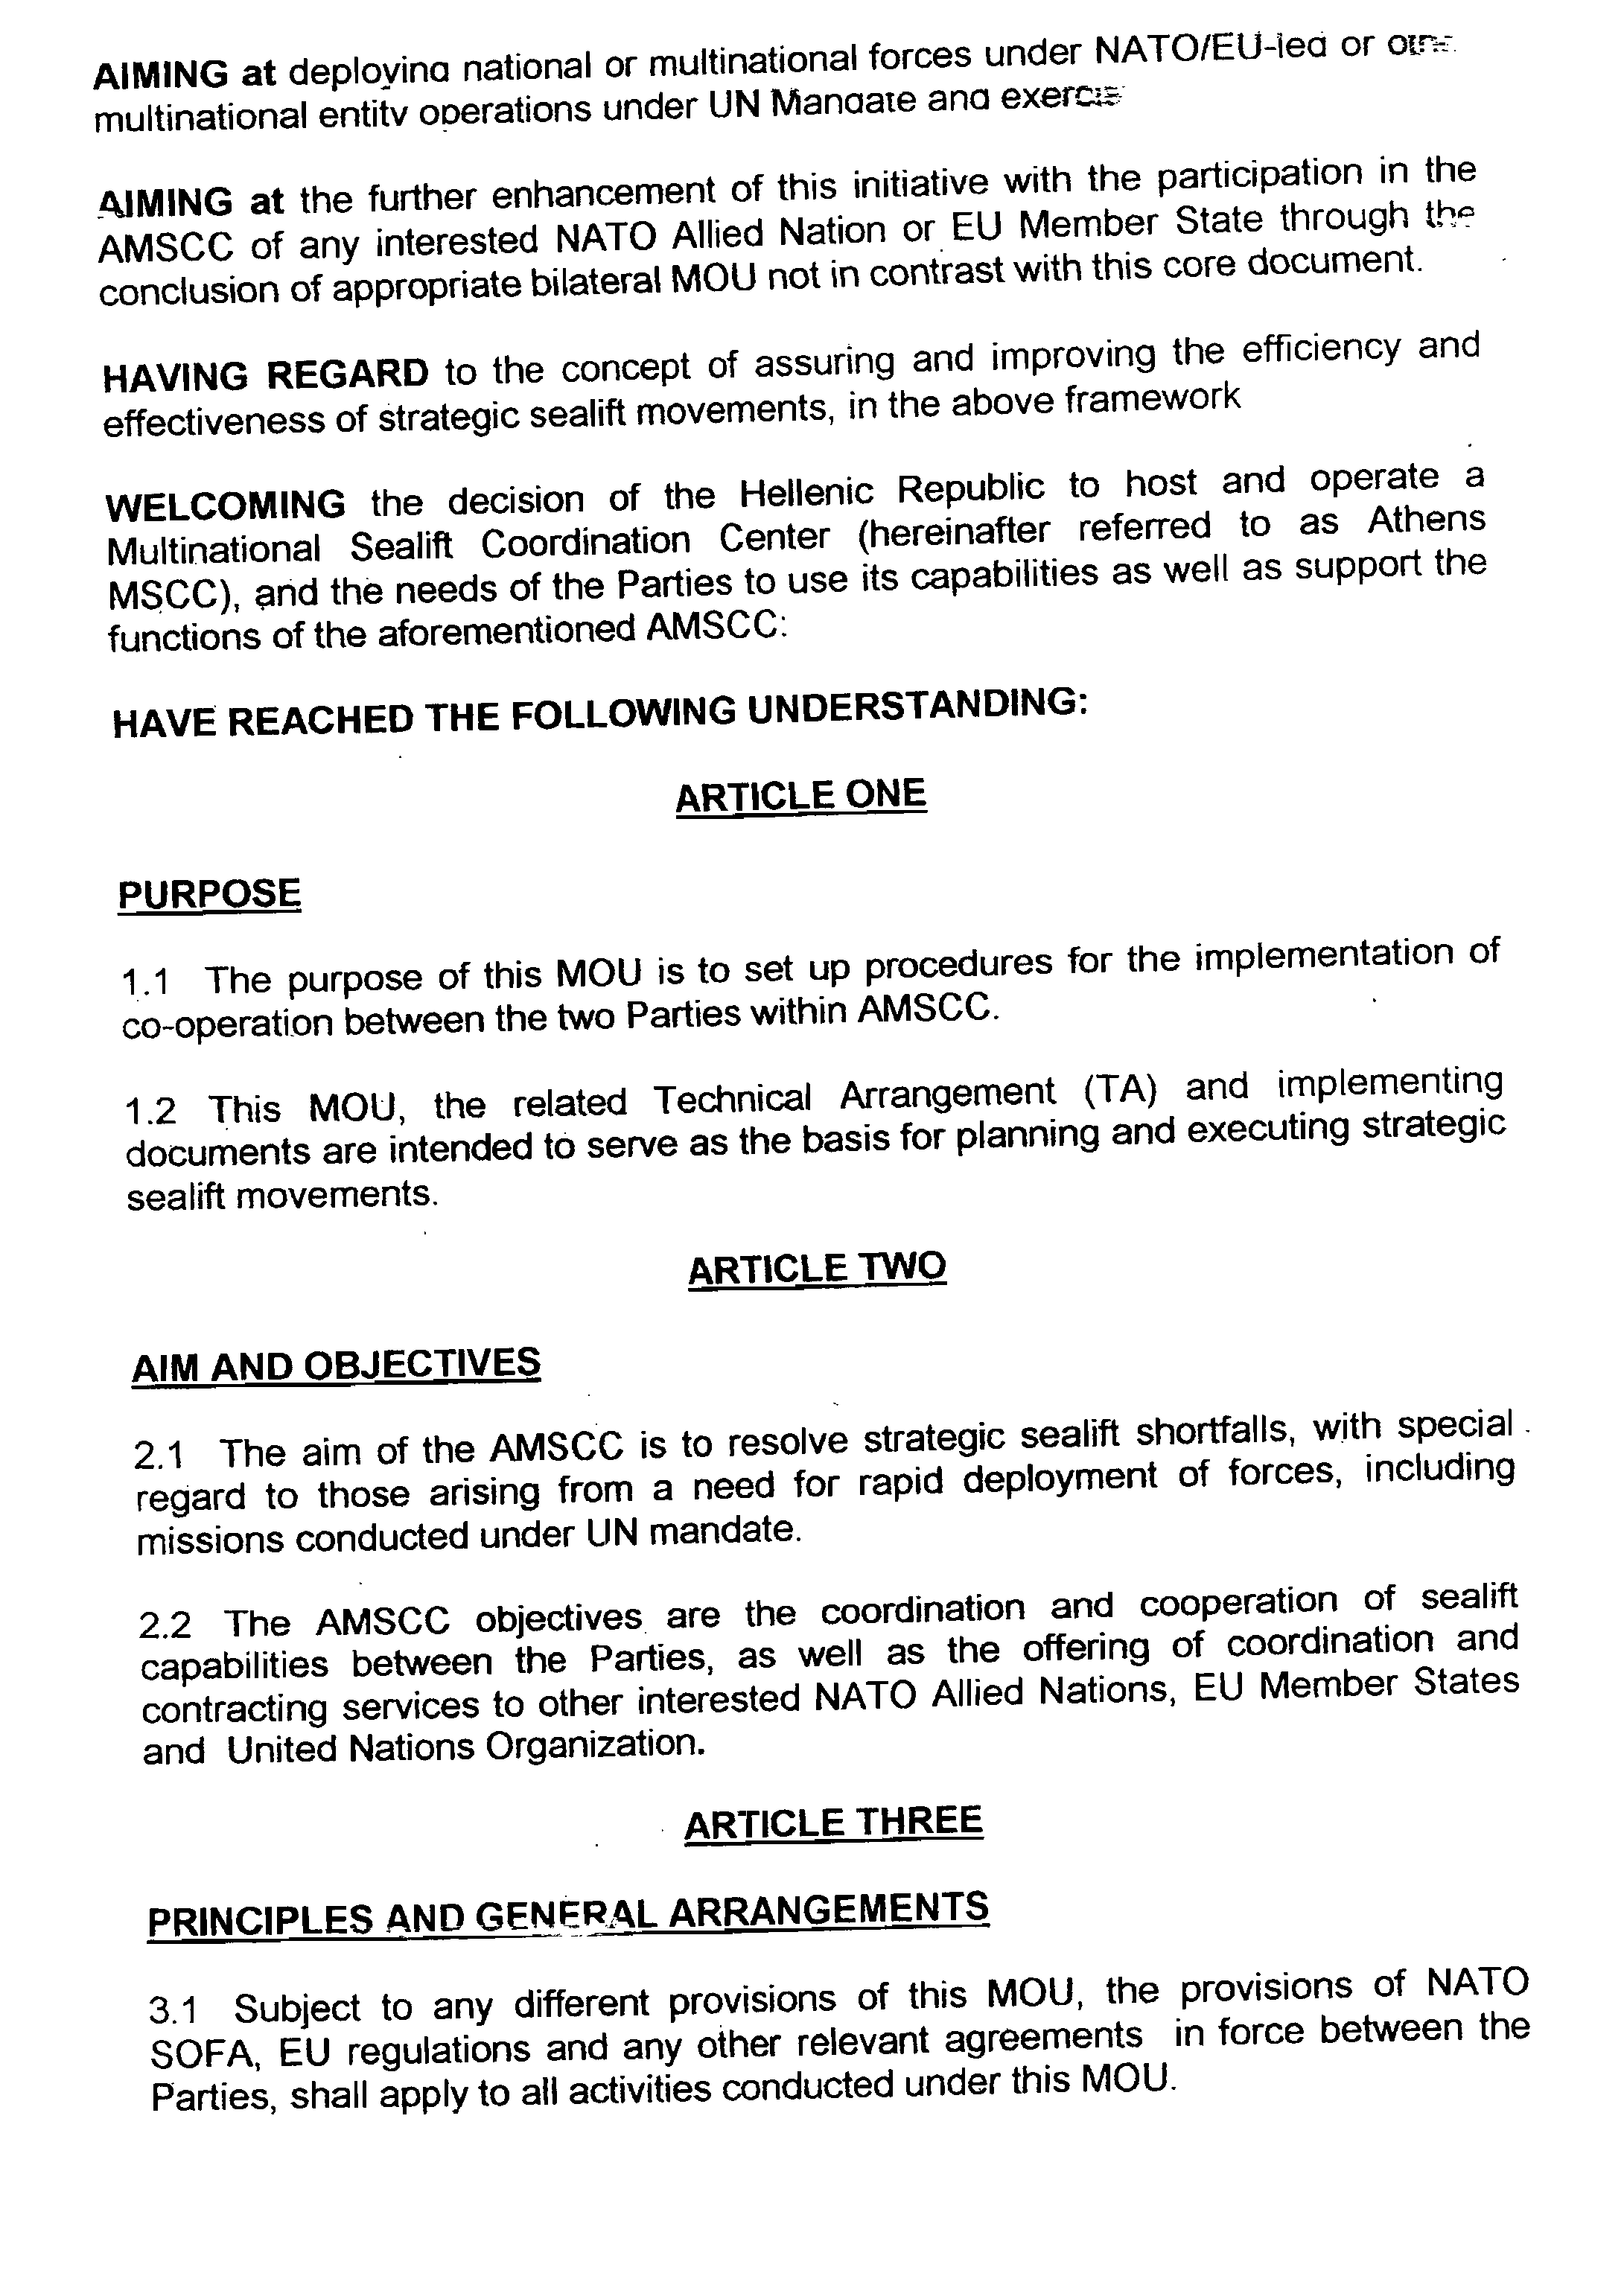 AIMING at deploying national or multinational forces under NATO/EU-led or
multinational entity operations under UN Mandate and
AIMING at the further enhancement of this initiative with the participation in the
AMSCC of any interested NATO Allied Nation or EU Member State through the
conclusion of appropriate bilateral MOU not in contrast with this core document.
HAVING REGARD to the concept of assuring and improving the efficiency and
effectiveness of strategic sealift movements, in the above framework
WELCOMING the decision of the Hellenic Republic to host and operate a
Multinational Sealift Coordination Center (hereinafter referred to as Athens
MSCC), and the needs of the Parties to use its capabilities as well as support the
functions of the aforementioned AMSCC:
HAVE REACHED THE FOLLOWING UNDERSTANDING:
ARTICLE ONE
PURPOSE
1.1 The purpose of this MOU is to set up procedures for the implementation of
co-operation between the two Parties within AMSCC.
1.2 This MOU, the related Technical Arrangement (TA) and implementing
documents are intended to serve as the basis for planning and executing strategic
sealift movements.
ARTICLE TWO
AIM AND OBJECTIVES
2.1 The aim of the AMSCC is to resolve strategic sealift shortfalls, with special
regard to those arising from a need for rapid deployment of forces, including
missions conducted under UN mandate.
2.2 The AMSCC objectives are the coordination and cooperation of sealift
capabilities between the Parties, as well as the offering of coordination and
contracting services to other interested NATO Allied Nations, EU Member States
and United Nations Organization.
ARTICLE THREE
PRINCIPLES AND GENERAL ARRANGEMENTS
3.1 Subject to any different provisions of this MOU, the provisions of NATO
SOFA, EU regulations and any other relevant agreements in force between the
Parties, shall apply to all activities conducted under this MOU.